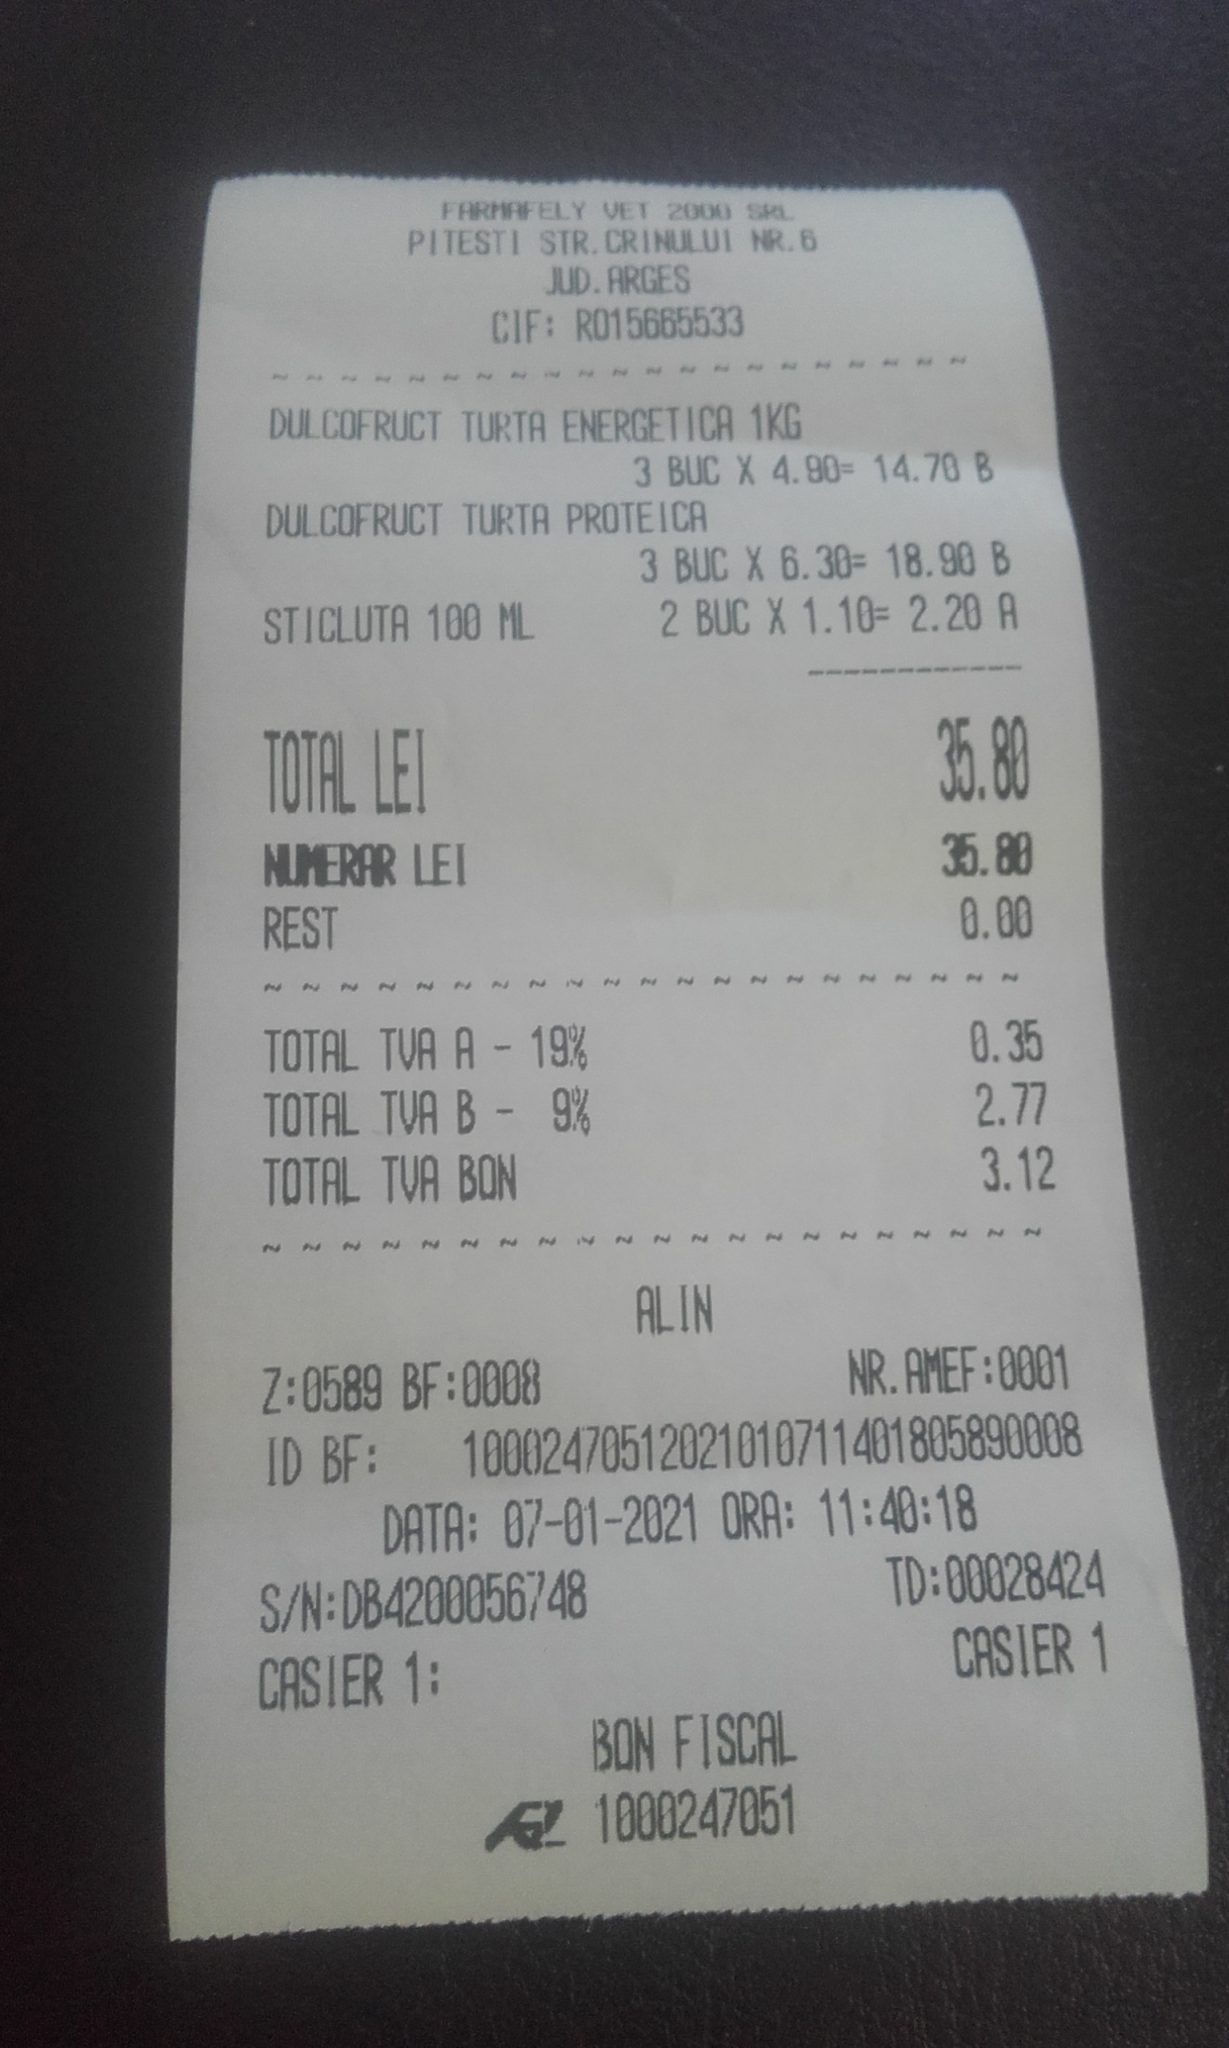 FARMAFELY VET 2000 SRL
PITESTI STR.CRINULUI NR.6
JUD.ARGES
CIF: RO15665533
~ ~ ~ ~ ~ ~ ~ ~ ~ ~ ~ ~ ~ ~ ~ ~ ~ ~ ~ ~ ~
DULCOFRUCT TURTA ENERGETICA 1KG
3 BUC X 4.90= 14.70 B
DULCOFRUCT TURTA PROTEICA
3 BUC X 6.30= 18.90 B
STICLUTA 100 ML 2 BUC X 1.10= 2.20 A
------------
TOTAL LEI 35.80
NUMERAR LEI 35.80
REST 0.00
~ ~ ~ ~ ~ ~ ~ ~ ~ ~ ~ ~ ~ ~ ~ ~ ~ ~ ~ ~ ~
TOTAL TVA A - 19% 0.35
TOTAL TVA B - 9% 2.77
TOTAL TVA BON 3.12
~ ~ ~ ~ ~ ~ ~ ~ ~ ~ ~ ~ ~ ~ ~ ~ ~ ~ ~ ~ ~
ALIN
Z:0589 BF:0008 NR.AMEF:0001
ID BF: 10002470512021010711401805890008
DATA: 07-01-2021 ORA: 11:40:18
S/N:DB4200056748 TD:00028424
CASIER 1: CASIER 1
BON FISCAL
1000247051